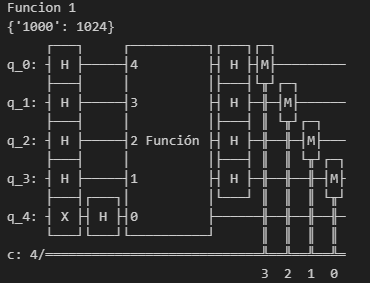 Funcion 1
{'1000': 1024}
q_0: H 4 H M
q_1: H 3 H M
q_2: H 2 Función H M
q_3: H 1 H M
q_4: X H 0
c: 4/
3 2 1 0